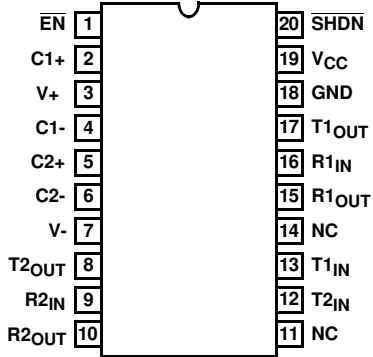 EN 1 20 SHDN
C1+ 2 19 VCC
V+ 3 18 GND
C1- 4 17 T1OUT
C2+ 5 16 R1IN
C2- 6 15 R1OUT
V- 7 14 NC
T2OUT 8 13 T1IN
R2IN 9 12 T2IN
R2OUT 10 11 NC